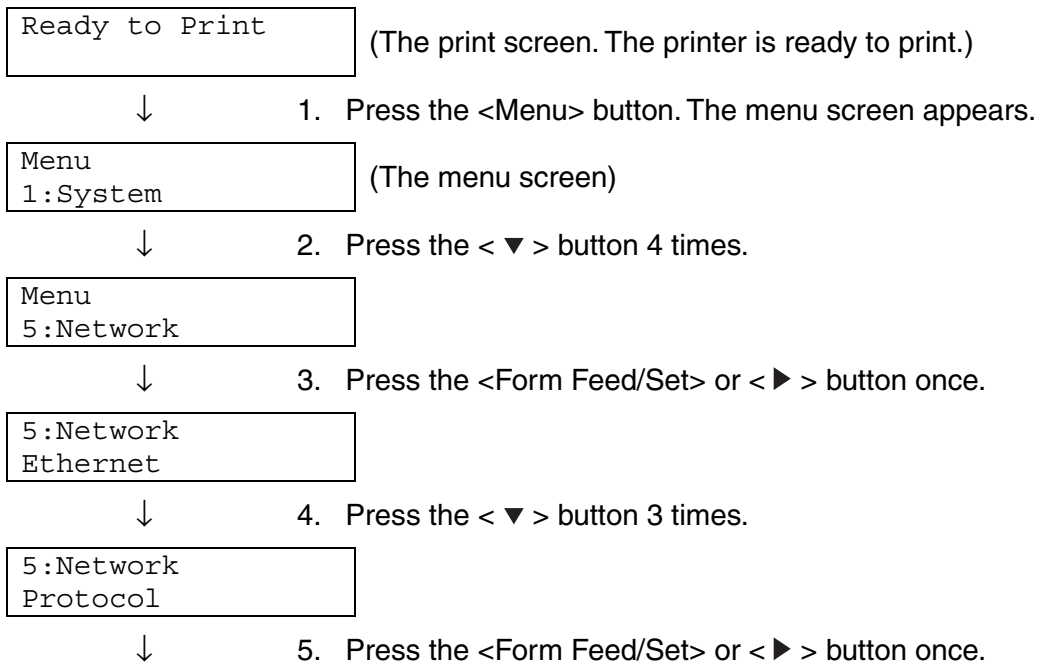 Ready to Print
(The print screen. The printer is ready to print.)
↓ 1. Press the <Menu> button. The menu screen appears.
Menu
1:System
(The menu screen)
↓ 2. Press the < ▼ > button 4 times.
Menu
5:Network
↓ 3. Press the <Form Feed/Set> or < ▶ > button once.
5:Network
Ethernet
↓ 4. Press the < ▼ > button 3 times.
5:Network
Protocol
↓ 5. Press the <Form Feed/Set> or < ▶ > button once.